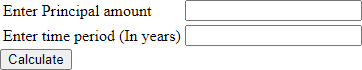 Enter Principal amount
Enter time period (In years)
Calculate